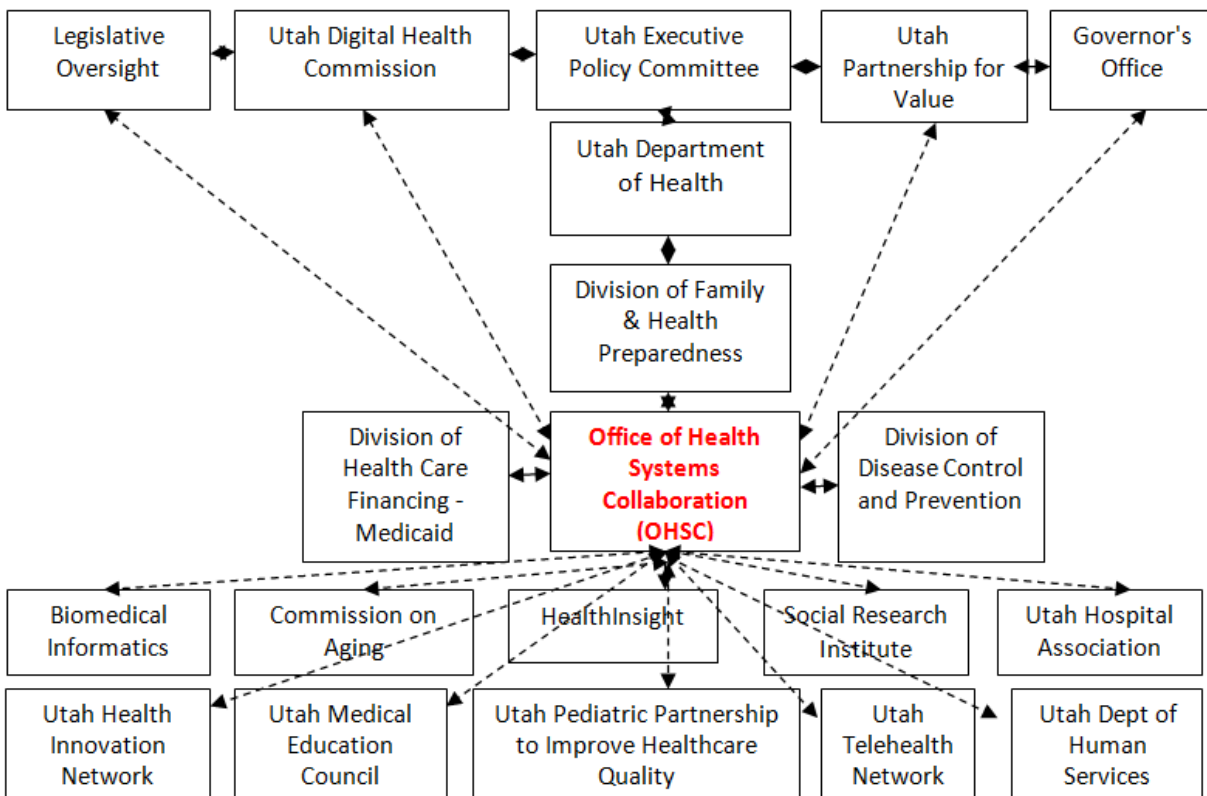 Legislative
Oversight
Utah Digital Health
Commission
Utah Executive
Policy Committee
Utah
Partnership for
Value
Governor's
Office
Utah Department
of Health
Division of Family
& Health
Preparedness
Division of
Health Care
Financing -
Medicaid
Office of Health
Systems
Collaboration
(OHSC)
Division of
Disease Control
and Prevention
Biomedical
Informatics
Commission on
Aging
HealthInsight
Social Research
Institute
Utah Hospital
Association
Utah Health
Innovation
Network
Utah Medical
Education
Council
Utah Pediatric Partnership
to Improve Healthcare
Quality
Utah
Telehealth
Network
Utah Dept of
Human
Services